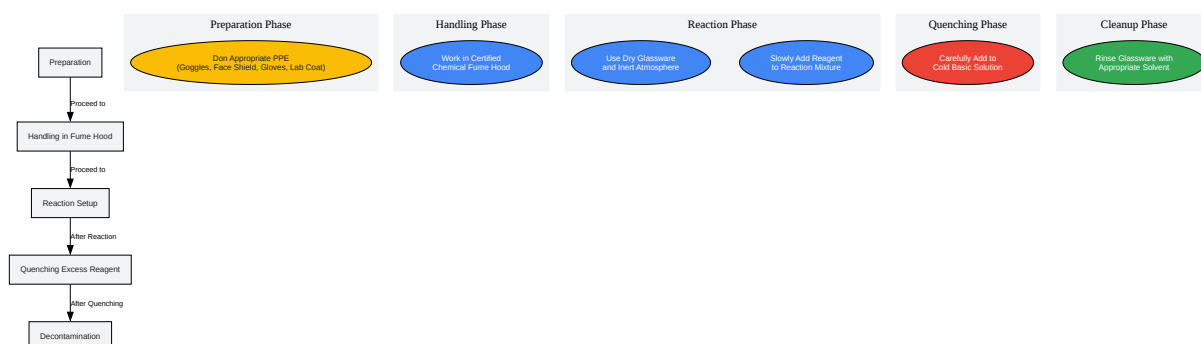 Preparation Phase
Don Appropriate PPE
(Goggles, Face Shield, Gloves, Lab Coat)
Handling Phase
Work in Certified
Chemical Fume Hood
Reaction Phase
Use Dry Glassware
and Inert Atmosphere
Slowly Add Reagent
to Reaction Mixture
Quenching Phase
Carefully Add to
Cold Basic Solution
Cleanup Phase
Rinse Glassware with
Appropriate Solvent
Preparation
Proceed to
Handling in Fume Hood
Proceed to
Reaction Setup
After Reaction
Quenching Excess Reagent
After Quenching
Decontamination